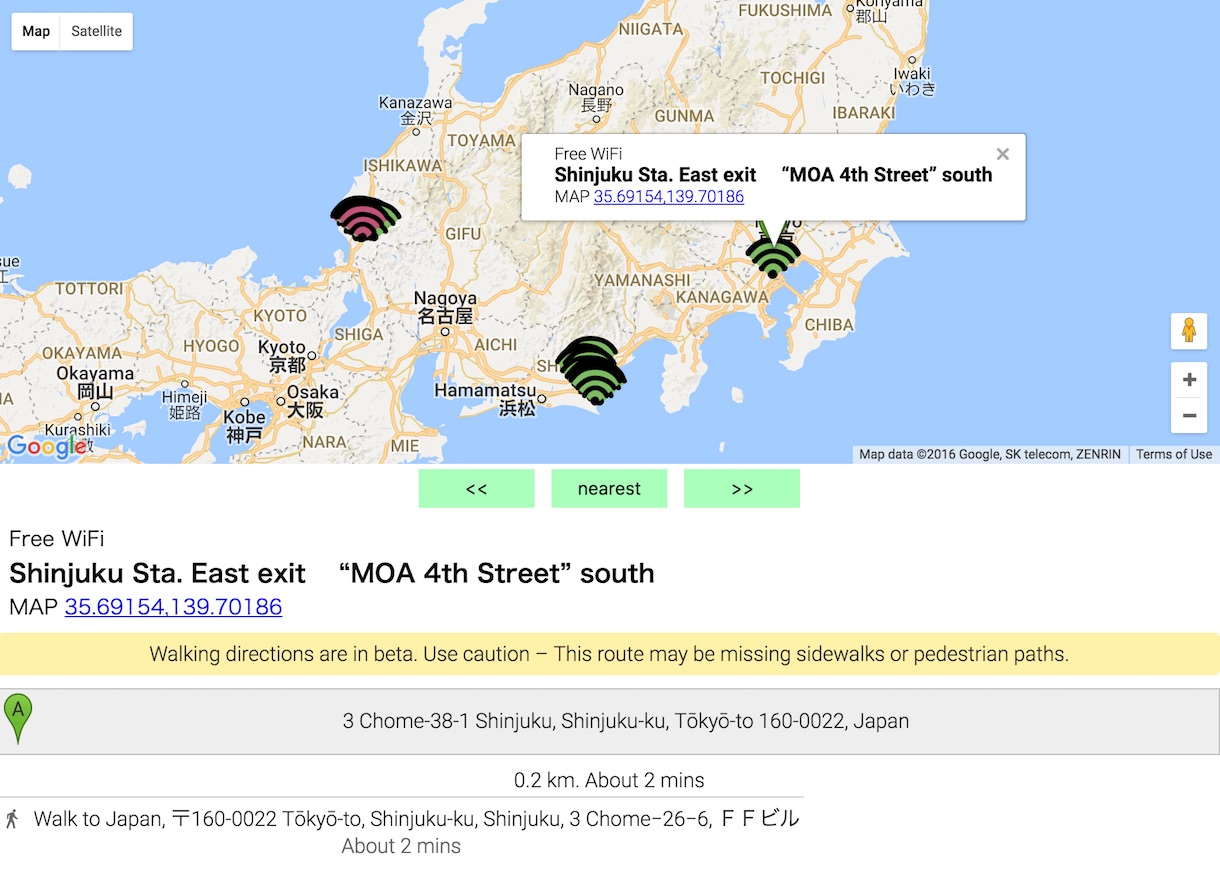 Map Satellite
FUKUSHIMA
Koriyama
郡山
NIIGATA
Iwaki
いわき
TOCHIGI
Nagano
長野
Kanazawa
金沢
GUNMA
IBARAKI
TOYAMA
ISHIKAWA
Free WiFi
Shinjuku Sta. East exit “MOA 4th Street” south
MAP 35.69154,139.70186
GIFU
YAMANASHI
KANAGAWA
CHIBA
TOTTORI
Nagoya
名古屋
KYOTO
SHIGA
AICHI
HYOGO
Kyoto
京都
OKAYAMA
Okayama
岡山
Himeji
姫路
Osaka
大阪
Kobe
神戸
Hamamatsu
浜松
Kurashiki
NARA
MIE
Google
Map data ©2016 Google, SK telecom, ZENRIN Terms of Use
<< nearest >>
Free WiFi
Shinjuku Sta. East exit “MOA 4th Street” south
MAP 35.69154,139.70186
Walking directions are in beta. Use caution – This route may be missing sidewalks or pedestrian paths.
A
3 Chome-38-1 Shinjuku, Shinjuku-ku, Tōkyō-to 160-0022, Japan
0.2 km. About 2 mins
Walk to Japan, 〒160-0022 Tōkyō-to, Shinjuku-ku, Shinjuku, 3 Chome−26−6, ＦＦビル
About 2 mins